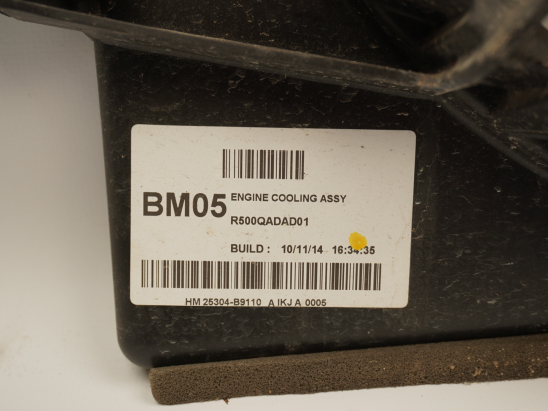 BM05 ENGINE COOLING ASSY
R500QADAD01
BUILD : 10/11/14 16:34:35
HM 25304-B9110 A IKJ A 0005